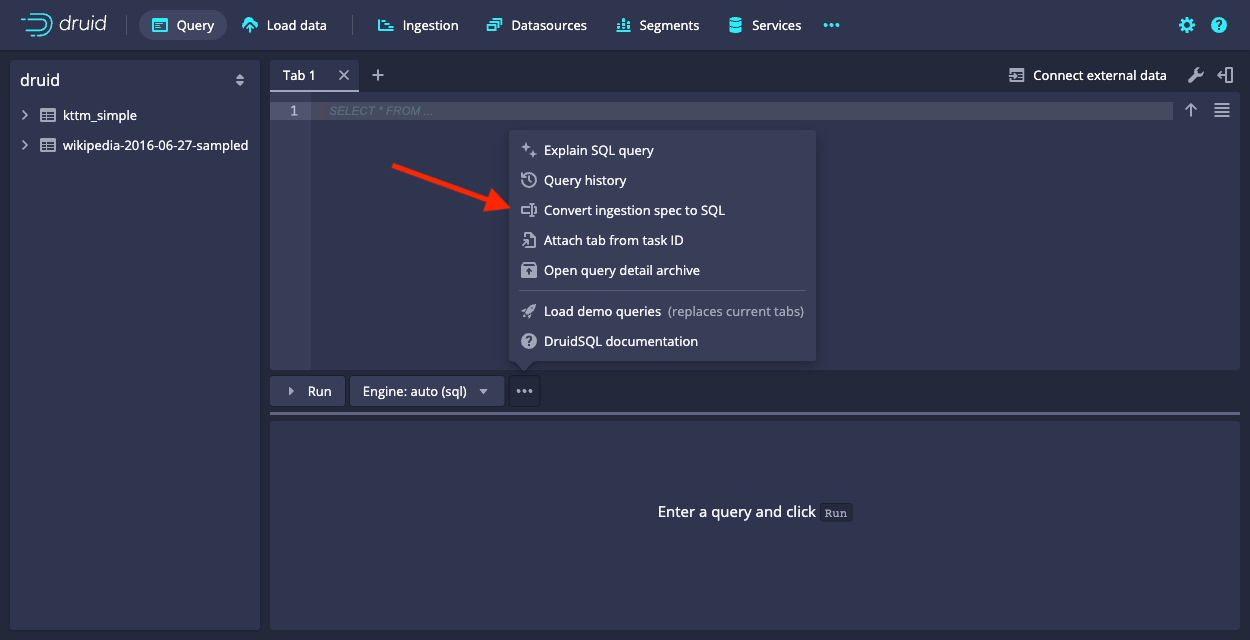 druid
Query
Load data
Ingestion
Datasources
Segments
Services
druid
kttm_simple
wikipedia-2016-06-27-sampled
Tab 1
Connect external data
1
SELECT * FROM ...
Explain SQL query
Query history
Convert ingestion spec to SQL
Attach tab from task ID
Open query detail archive
Load demo queries (replaces current tabs)
DruidSQL documentation
Run
Engine: auto (sql)
Enter a query and click Run